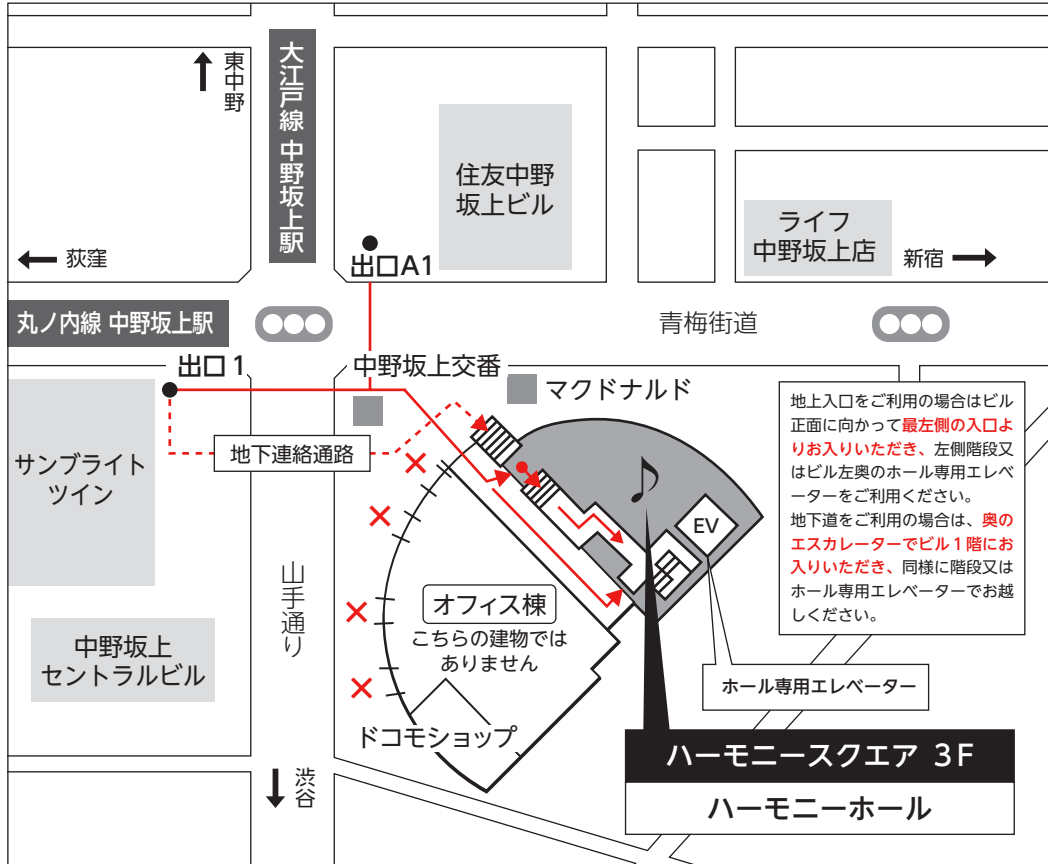 東中野
大江戸線 中野坂上駅
住友中野
坂上ビル
ライフ
中野坂上店
荻窪
出口A1
新宿
丸ノ内線 中野坂上駅
青梅街道
出口1
中野坂上交番
マクドナルド
地上入口をご利用の場合はビル
正面に向かって最左側の入口よ
りお入りいただき、左側階段又
はビル左奥のホール専用エレベ
ーターをご利用ください。
地下道をご利用の場合は、奥の
エスカレーターでビル1階にお
入りいただき、同様に階段又は
ホール専用エレベーターでお越
しください。
サンブライト
ツイン
地下連絡通路
EV
山手通り
オフィス棟
こちらの建物では
ありません
中野坂上
セントラルビル
ホール専用エレベーター
ドコモショップ
渋谷
ハーモニースクエア 3F
ハーモニーホール